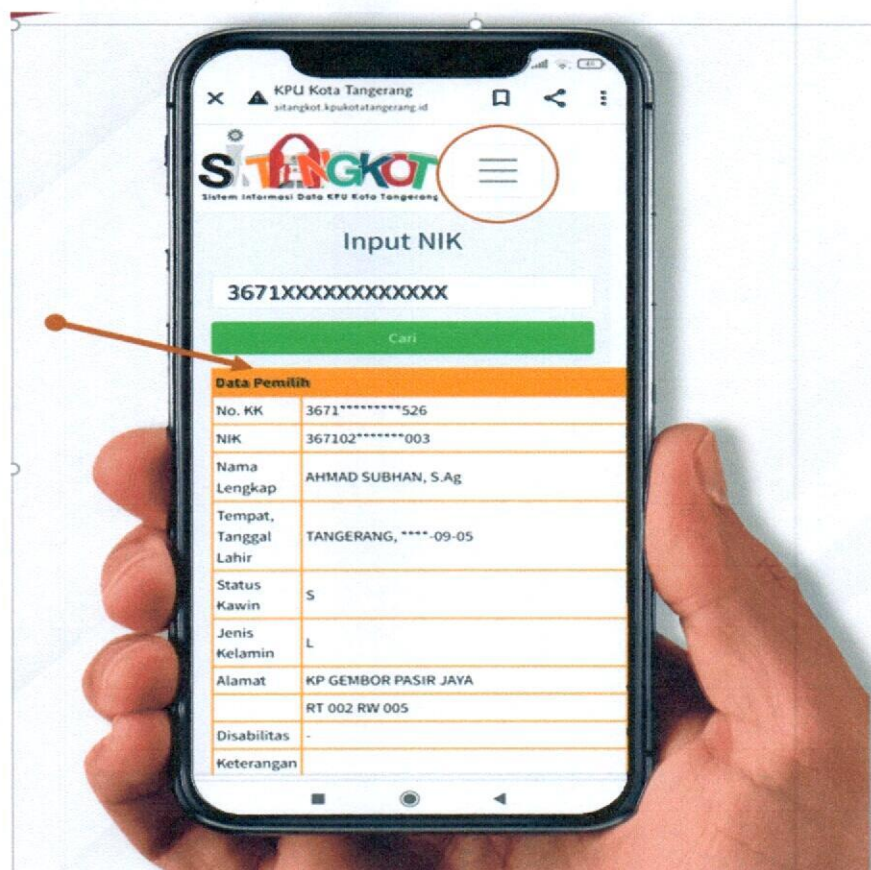 KPU Kota Tangerang
sitangkot.kpukotatangerang.id
SITANGKOT
Sistem Informasi Data KPU Kota Tangerang
Input NIK
3671XXXXXXXXXXXX
Cari
Data Pemilih
No. KK 3671*********526
NIK 367102*******003
Nama Lengkap AHMAD SUBHAN, S.Ag
Tempat, Tanggal Lahir TANGERANG, ****-09-05
Status Kawin S
Jenis Kelamin L
Alamat KP GEMBOR PASIR JAYA
RT 002 RW 005
Disabilitas -
Keterangan